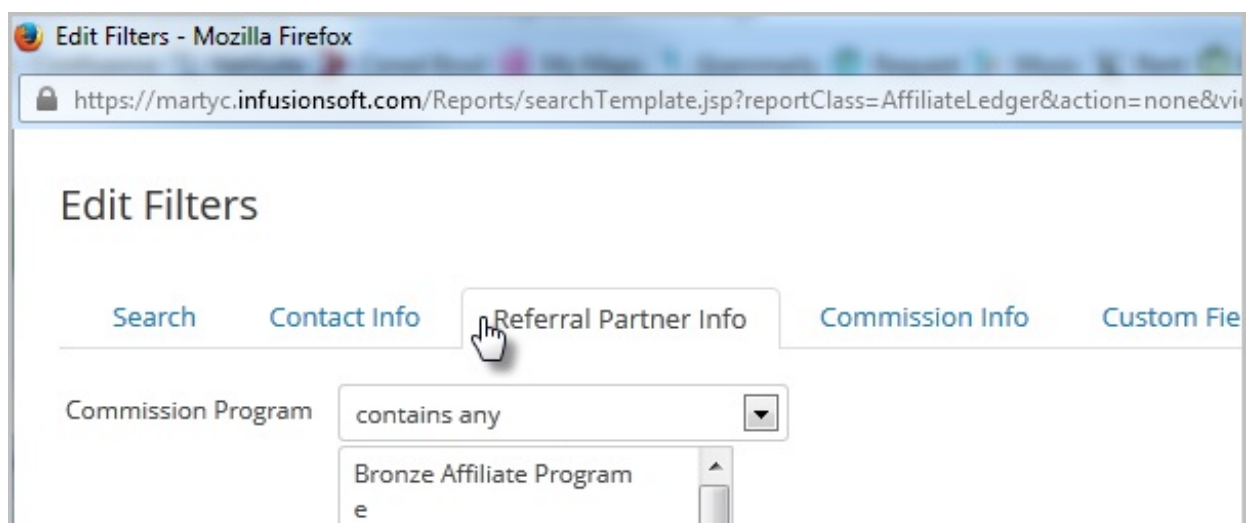 Edit Filters - Mozilla Firefox
https://martyc.infusionsoft.com/Reports/searchTemplate.jsp?reportClass=AffiliateLedger&action=none&vi
Edit Filters
Search Contact Info Referral Partner Info Commission Info Custom Fie
Commission Program contains any
Bronze Affiliate Program
e